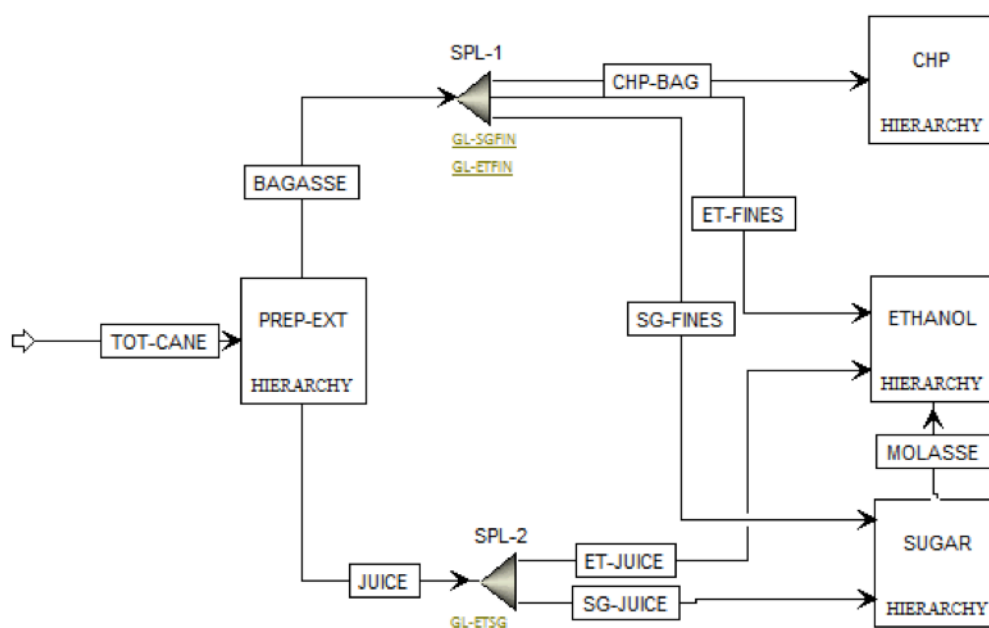 SPL-1
CHP-BAG
CHP
HIERARCHY
GL-SGFIN
GL-ETFIN
BAGASSE
ET-FINES
TOT-CANE
PREP-EXT
HIERARCHY
SG-FINES
ETHANOL
HIERARCHY
MOLASSE
SPL-2
JUICE
ET-JUICE
SG-JUICE
GL-ETSG
SUGAR
HIERARCHY